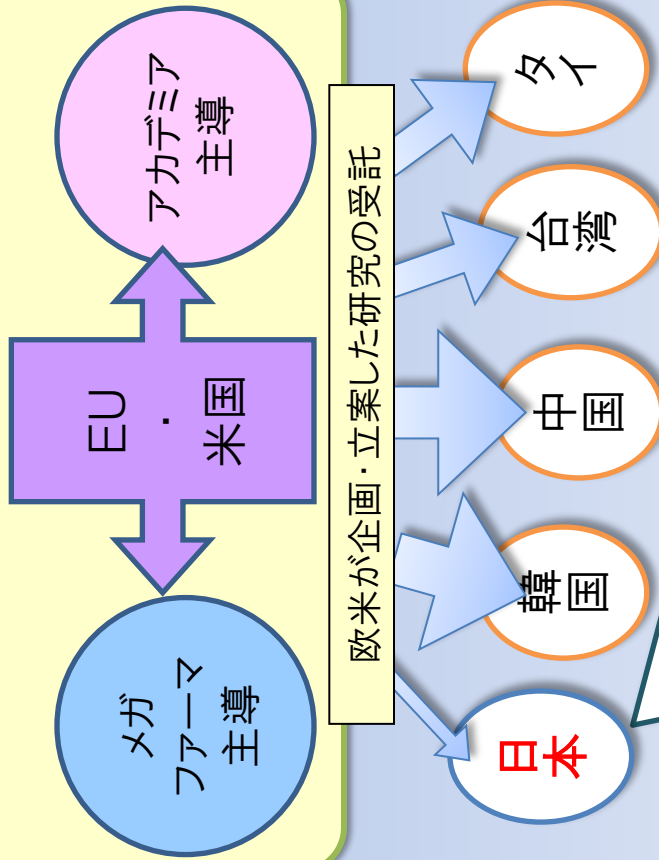 メガ
ファーマ
主導
EU
・
米国
アカデミア
主導
欧米が企画・立案した研究の受託
日本
韓国
中国
台湾
タイ